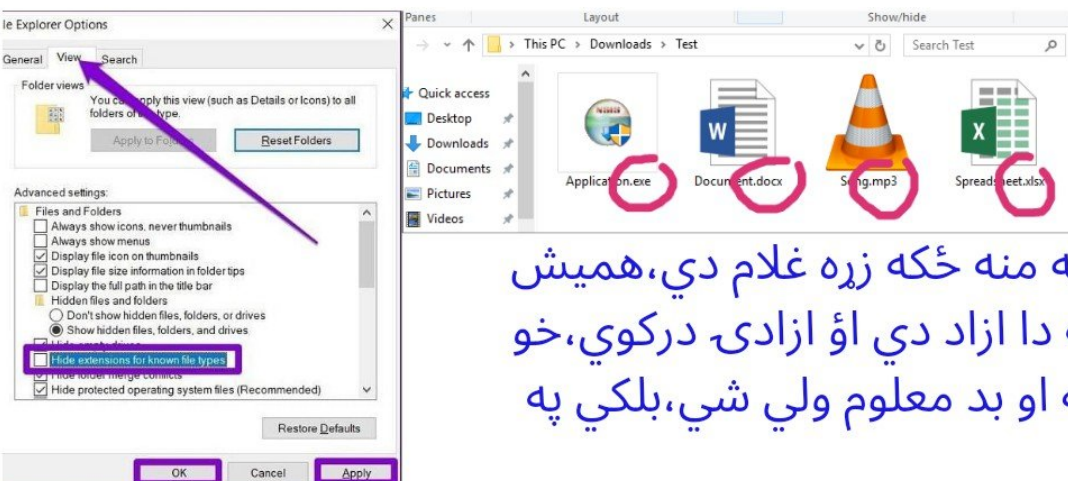 le Explorer Options
General View Search
Folder views
You can apply this view (such as Details or Icons) to all
folders of this type.
Apply to Folders Reset Folders
Advanced settings:
Files and Folders
Always show icons, never thumbnails
Always show menus
Display file icon on thumbnails
Display file size information in folder tips
Display the full path in the title bar
Hidden files and folders
Don't show hidden files, folders, or drives
Show hidden files, folders, and drives
Hide empty drives
Hide extensions for known file types
Hide folder merge conflicts
Hide protected operating system files (Recommended)
Restore Defaults
OK Cancel Apply
Panes Layout Show/hide
This PC > Downloads > Test Search Test
Quick access
Desktop
Downloads
Documents
Pictures
Videos
Application.exe Document.docx Song.mp3 Spreadsheet.xlsx
منه ځکه زړه غلام دي،همیش
دا ازاد دي اؤ ازادۍ درکوي،خو
او بد معلوم ولي شي،بلکي په